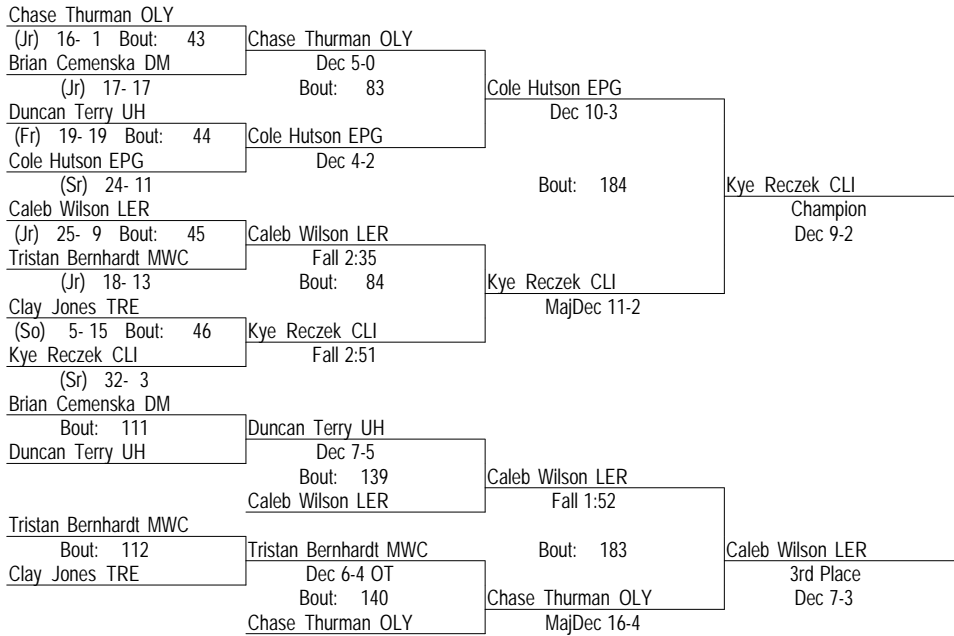 Chase Thurman OLY
(Jr) 16- 1 Bout: 43
Chase Thurman OLY
Brian Cemenska DM
Dec 5-0
(Jr) 17- 17
Bout: 83
Cole Hutson EPG
Duncan Terry UH
Dec 10-3
(Fr) 19- 19 Bout: 44
Cole Hutson EPG
Cole Hutson EPG
Dec 4-2
(Sr) 24- 11
Bout: 184
Kye Reczek CLI
Caleb Wilson LER
Champion
(Jr) 25- 9 Bout: 45
Caleb Wilson LER
Dec 9-2
Tristan Bernhardt MWC
Fall 2:35
(Jr) 18- 13
Bout: 84
Kye Reczek CLI
Clay Jones TRE
MajDec 11-2
(So) 5- 15 Bout: 46
Kye Reczek CLI
Kye Reczek CLI
Fall 2:51
(Sr) 32- 3
Brian Cemenska DM
Bout: 111
Duncan Terry UH
Duncan Terry UH
Dec 7-5
Bout: 139
Caleb Wilson LER
Caleb Wilson LER
Fall 1:52
Tristan Bernhardt MWC
Bout: 112
Tristan Bernhardt MWC
Bout: 183
Caleb Wilson LER
Clay Jones TRE
Dec 6-4 OT
3rd Place
Bout: 140
Chase Thurman OLY
Dec 7-3
Chase Thurman OLY
MajDec 16-4